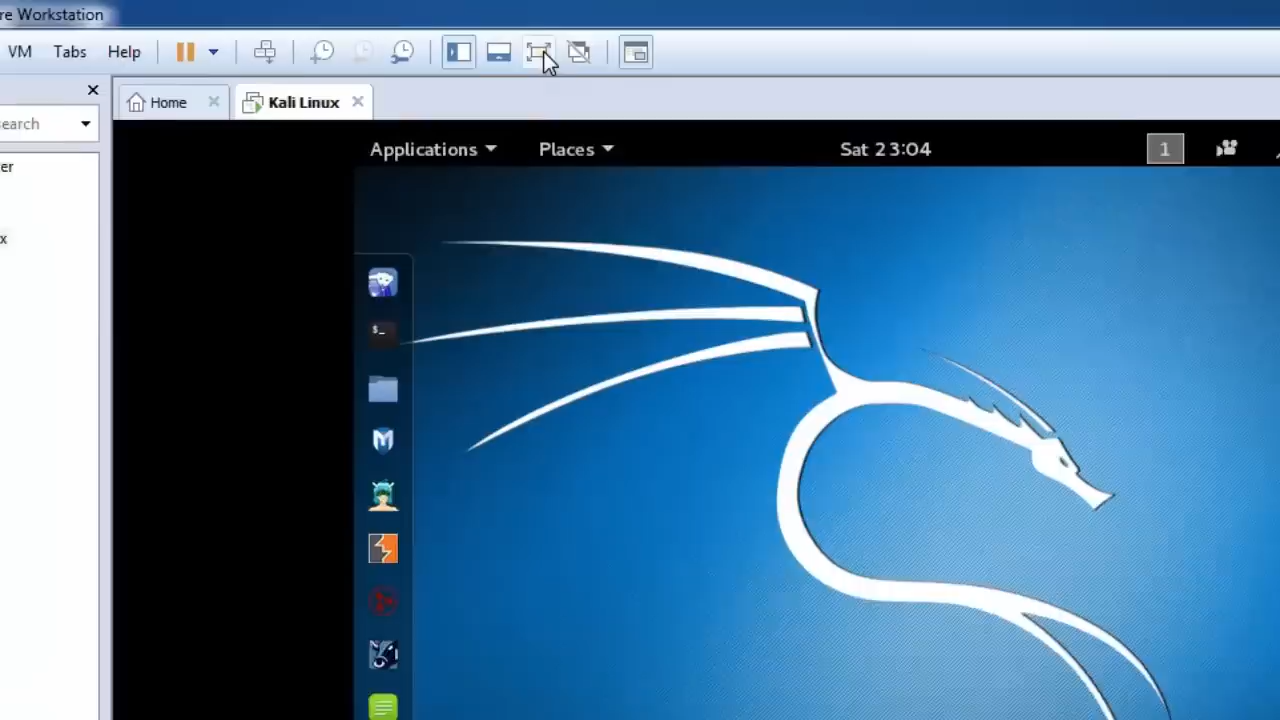 re Workstation
VM Tabs Help
Home
Kali Linux
earch
er
x
Applications Places Sat 23:04 1
$_